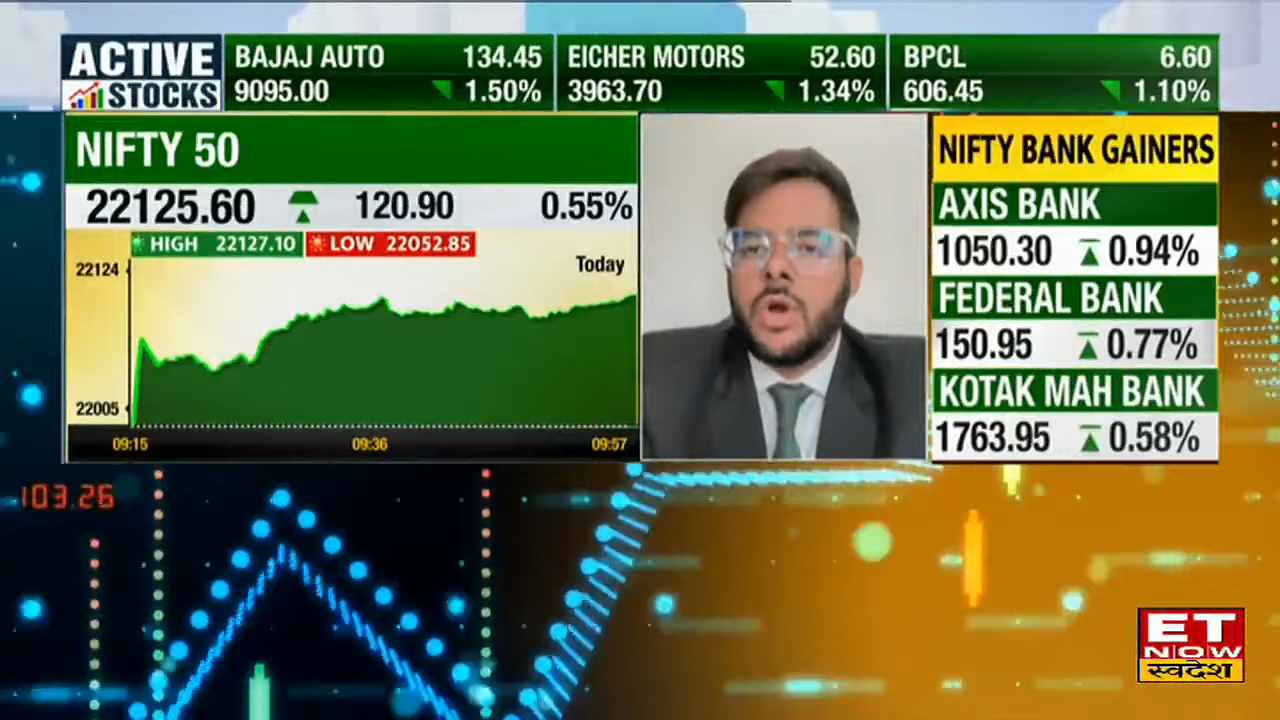 ACTIVE
STOCKS
BAJAJ AUTO 134.45
9095.00 1.50%
EICHER MOTORS 52.60
3963.70 1.34%
BPCL 6.60
606.45 1.10%
NIFTY 50
22125.60 120.90 0.55%
HIGH 22127.10 LOW 22052.85
22124
Today
22005
09:15 09:36 09:57
NIFTY BANK GAINERS
AXIS BANK
1050.30 0.94%
FEDERAL BANK
150.95 0.77%
KOTAK MAH BANK
1763.95 0.58%
103.26
ET
NOW
स्वदेश